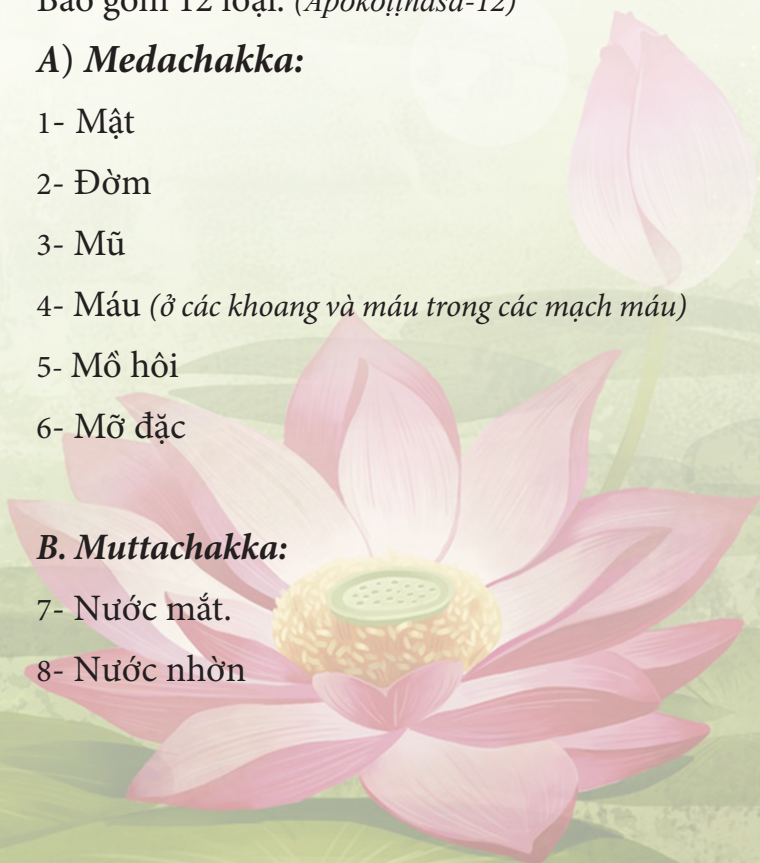 Bao gồm 12 loại. (Āpokoṭṭhāsa-12)
A) Medachakka:
1- Mật
2- Đờm
3- Mũ
4- Máu (ở các khoang và máu trong các mạch máu)
5- Mồ hôi
6- Mỡ đặc
B. Muttachakka:
7- Nước mắt.
8- Nước nhờn